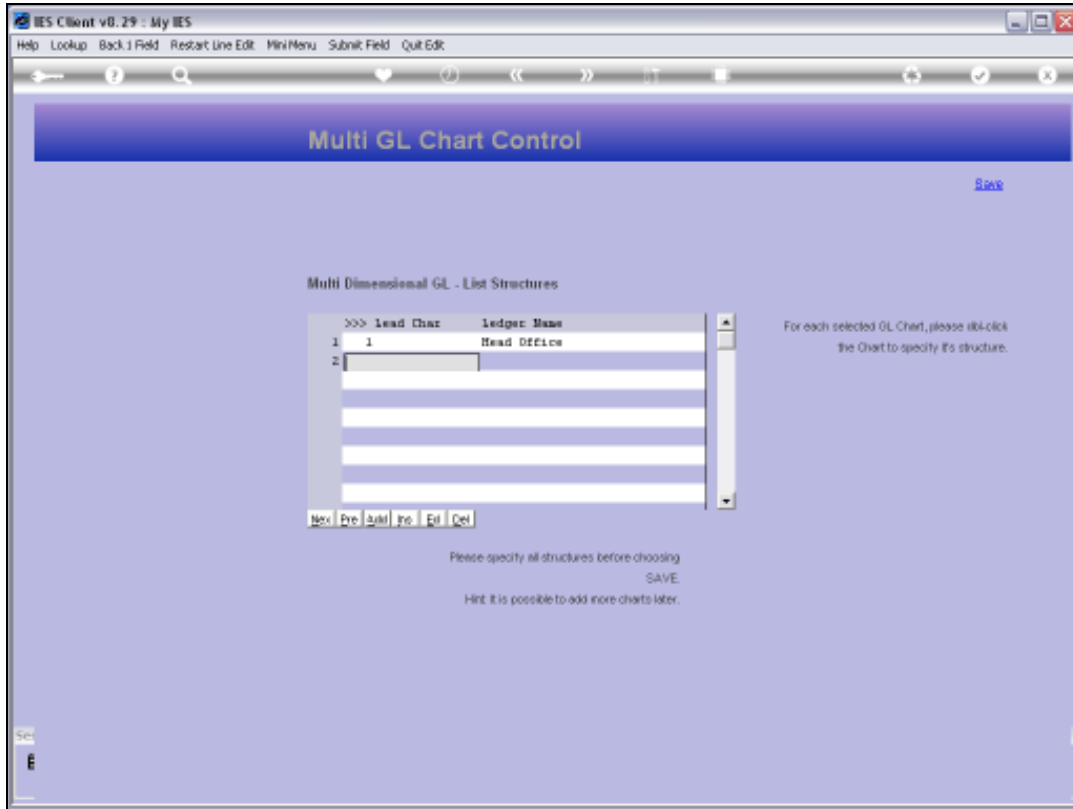 IES Client v8.29 : My IES
Help Lookup Back 1 Field Restart Line Edit Mini Menu Submit Field Quit Edit
Multi GL Chart Control
Save
Multi Dimensional GL - List Structures
>>> Lead Char Ledger Name
1 1 Head Office
2
For each selected GL Chart, please dbl-click
the Chart to specify it's structure.
Nex Pre Add Ins Ed Del
Please specify all structures before choosing
SAVE.
Hint: It is possible to add more charts later.